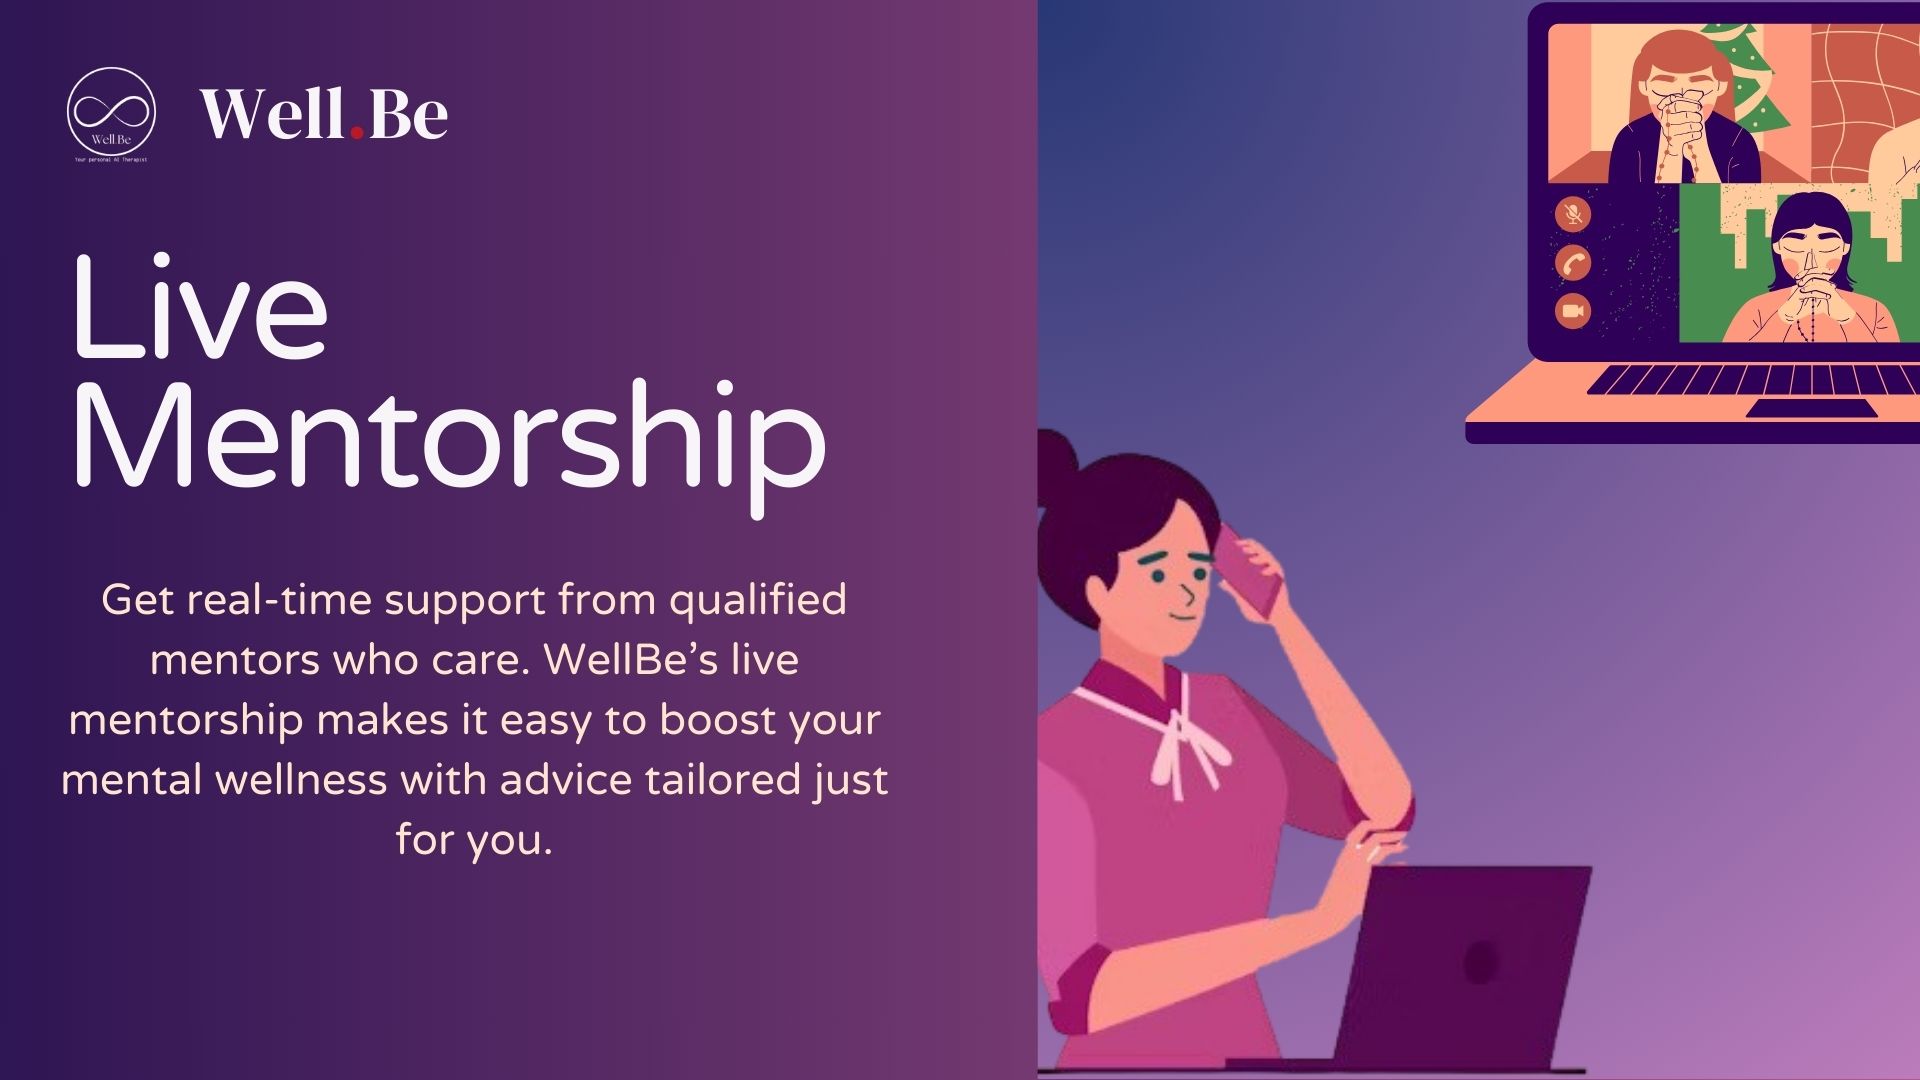 Well.Be
Your personal AI Therapist
Well.Be
Live
Mentorship
Get real-time support from qualified
mentors who care. WellBe’s live
mentorship makes it easy to boost your
mental wellness with advice tailored just
for you.